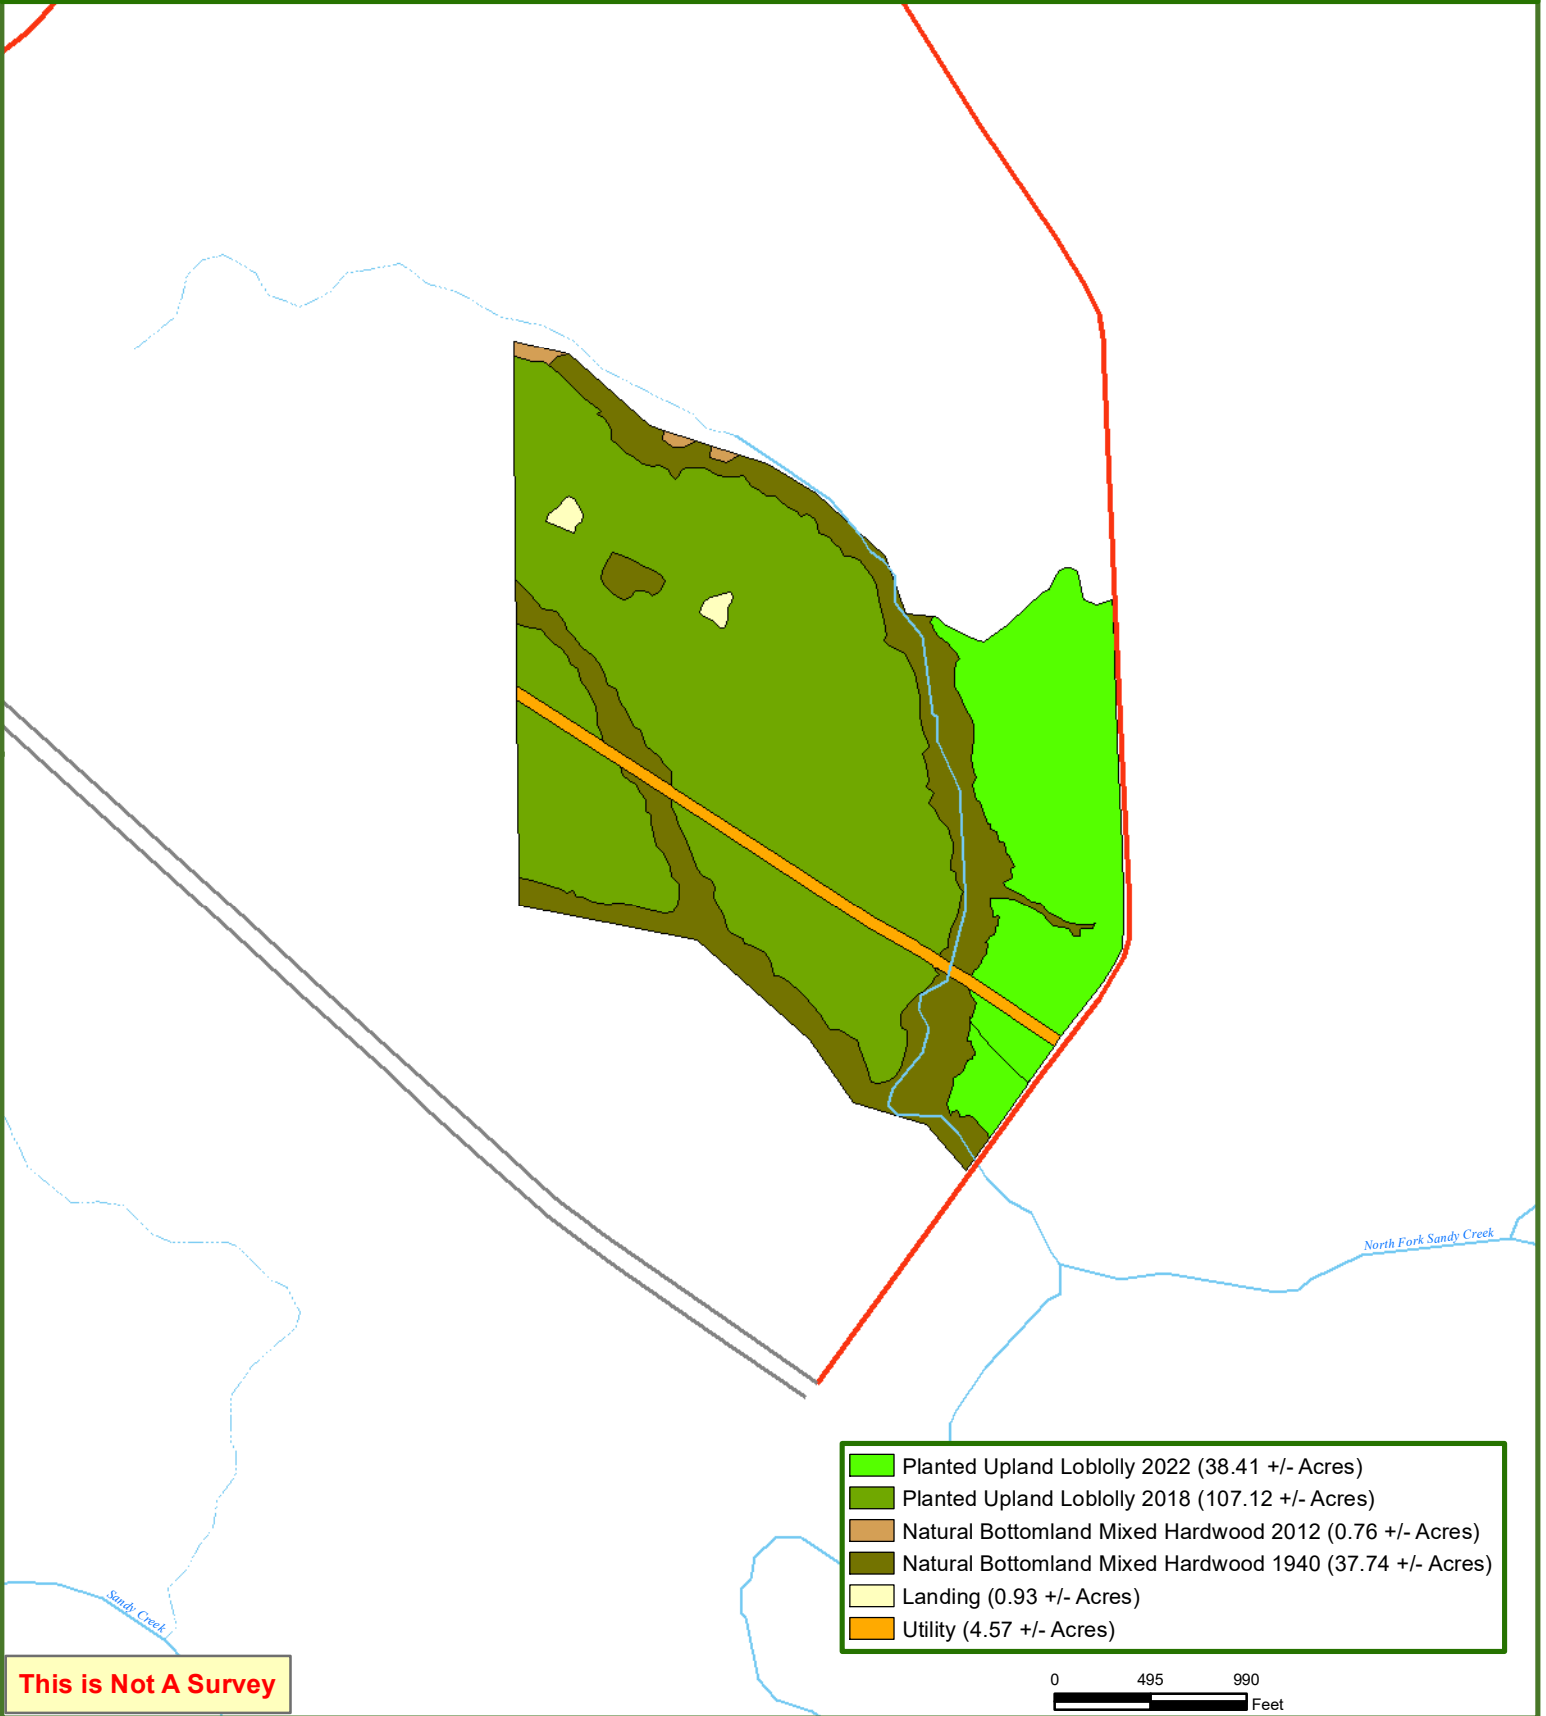 North Fork Sandy Creek
Planted Upland Loblolly 2022 (38.41 +/- Acres)
Planted Upland Loblolly 2018 (107.12 +/- Acres)
Natural Bottomland Mixed Hardwood 2012 (0.76 +/- Acres)
Natural Bottomland Mixed Hardwood 1940 (37.74 +/- Acres)
Landing (0.93 +/- Acres)
Utility (4.57 +/- Acres)
Sandy Creek
This is Not A Survey
0 495 990
Feet